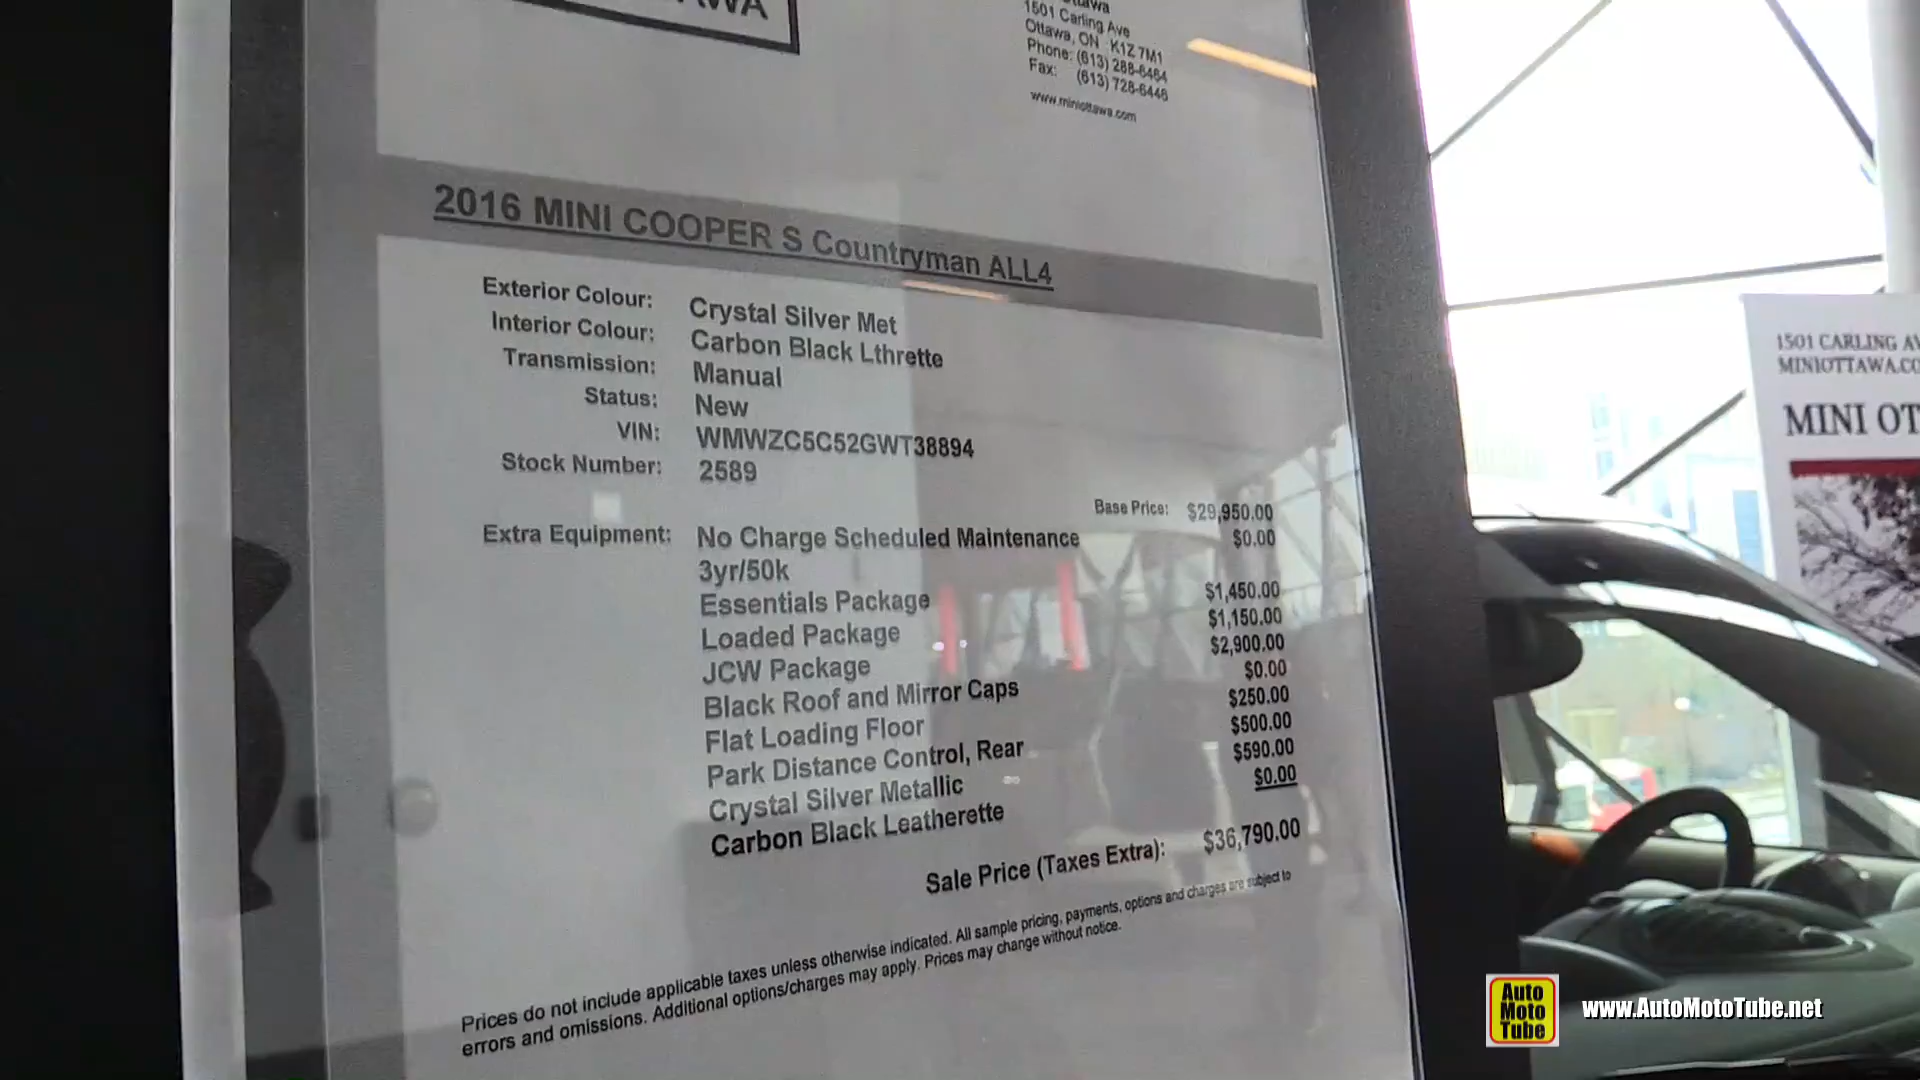 1501 Carling Ave
Ottawa, ON K1Z 7M1
Phone: (613) 288-6464
Fax: (613) 728-6446
www.miniottawa.com
2016 MINI COOPER S Countryman ALL4
Exterior Colour: Crystal Silver Met
Interior Colour: Carbon Black Lthrette
Transmission: Manual
Status: New
VIN: WMWZC5C52GWT38894
Stock Number: 2589
Base Price: $29,950.00
Extra Equipment: No Charge Scheduled Maintenance $0.00
3yr/50k
Essentials Package $1,450.00
Loaded Package $1,150.00
JCW Package $2,900.00
Black Roof and Mirror Caps $0.00
Flat Loading Floor $250.00
Park Distance Control, Rear $500.00
Crystal Silver Metallic $590.00
Carbon Black Leatherette $0.00
Sale Price (Taxes Extra): $36,790.00
Prices do not include applicable taxes unless otherwise indicated. All sample pricing, payments, options and charges are subject to
errors and omissions. Additional options/charges may apply. Prices may change without notice.
1501 CARLING AV
MINIOTTAWA.CO
MINI OT
Auto
Moto
Tube
www.AutoMotoTube.net